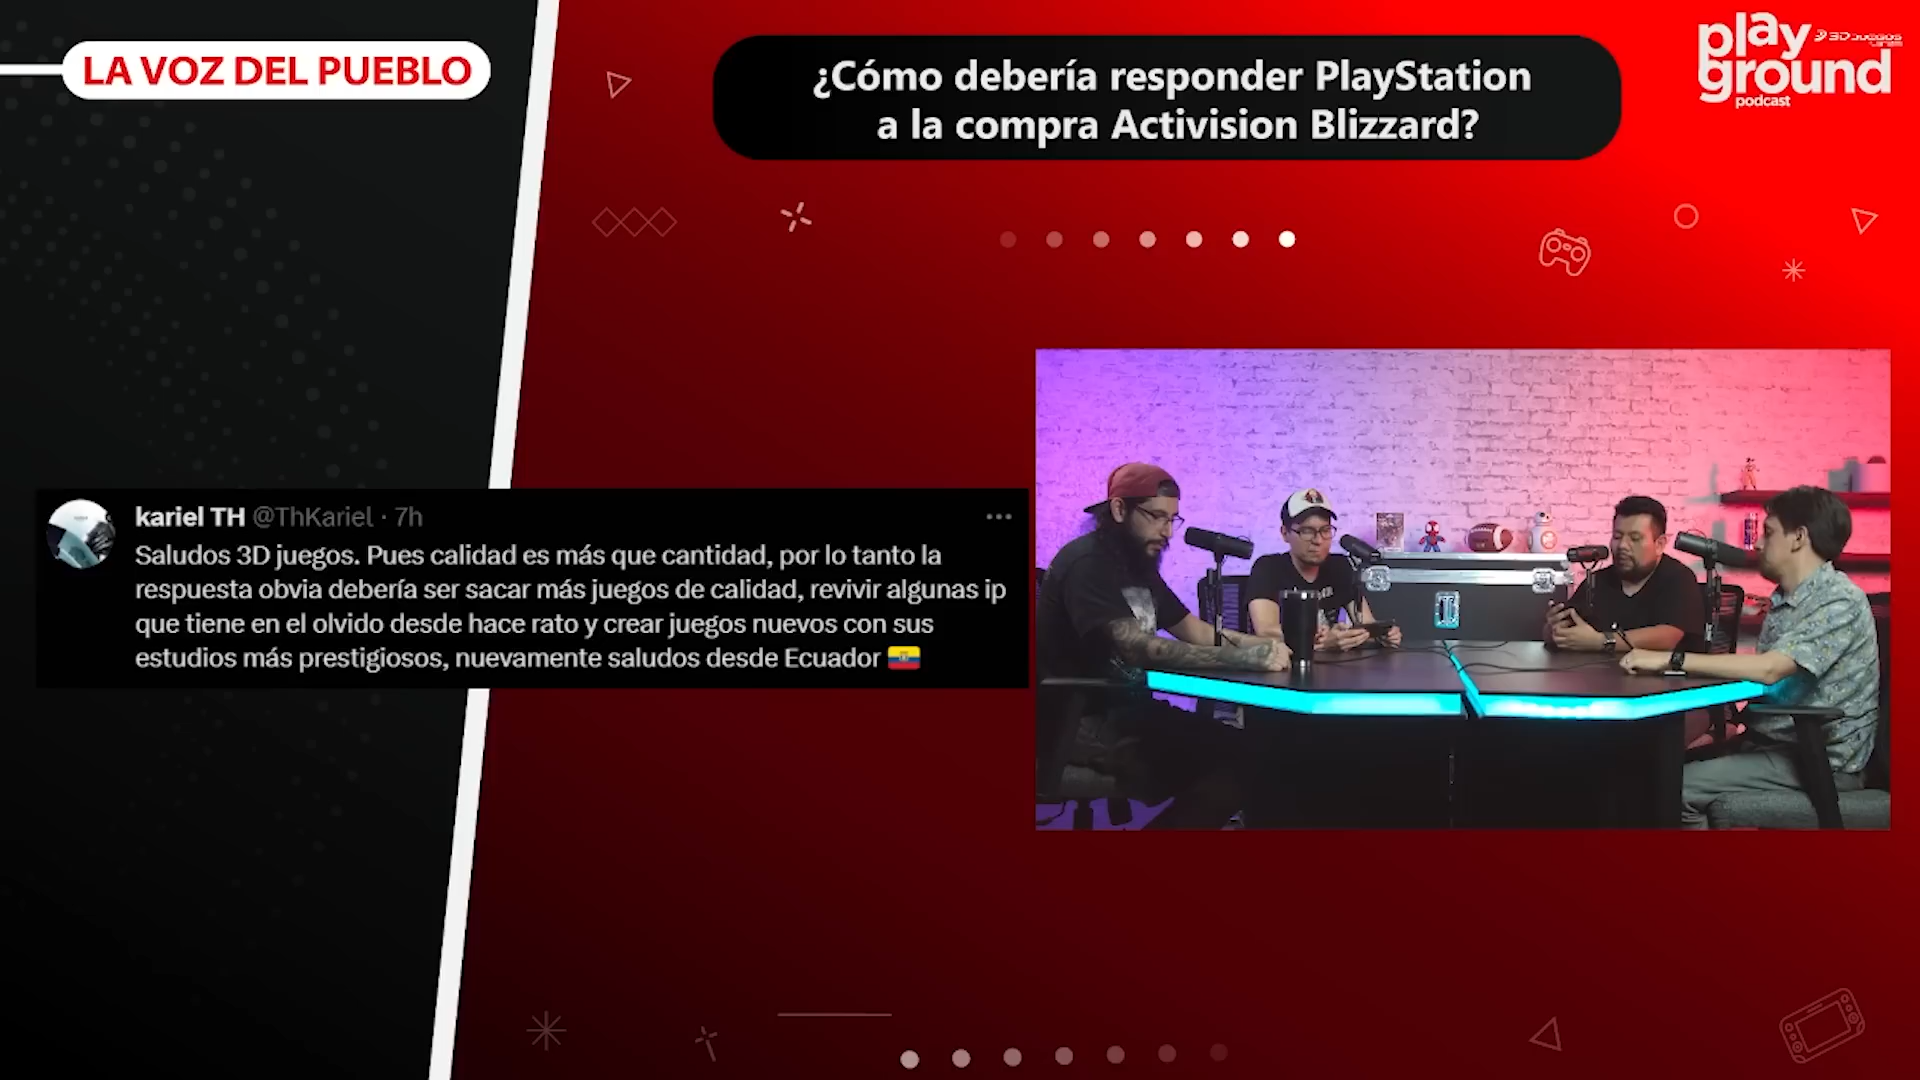 LA VOZ DEL PUEBLO
¿Cómo debería responder PlayStation
a la compra Activision Blizzard?
play
3D JUEGOS
ground
podcast
kariel TH @ThKariel · 7h
Saludos 3D juegos. Pues calidad es más que cantidad, por lo tanto la
respuesta obvia debería ser sacar más juegos de calidad, revivir algunas ip
que tiene en el olvido desde hace rato y crear juegos nuevos con sus
estudios más prestigiosos, nuevamente saludos desde Ecuador 🇪🇨